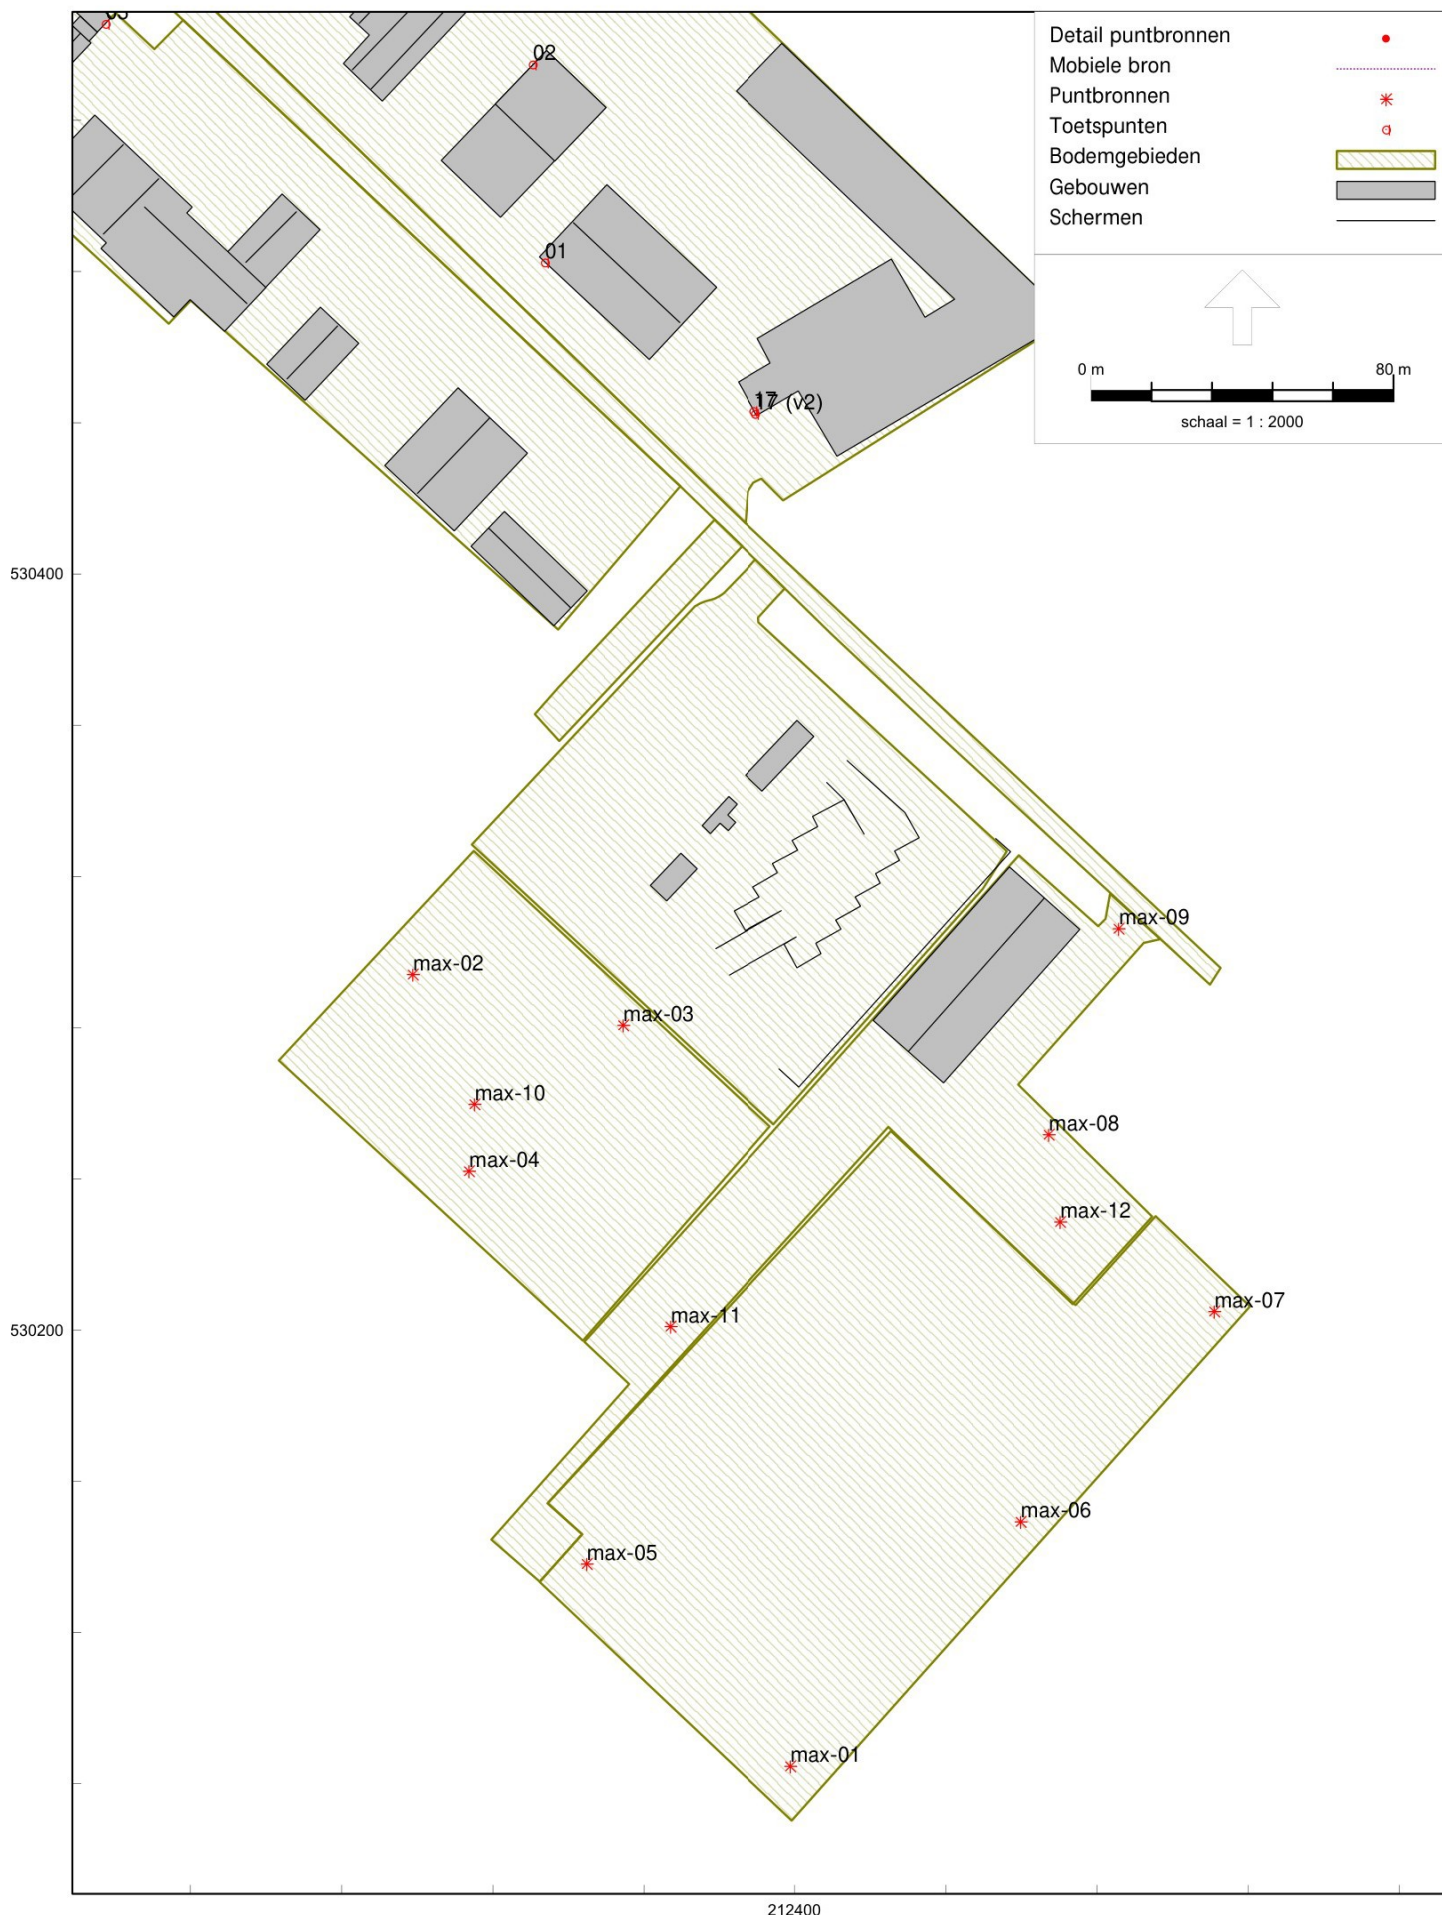 03
02
Detail puntbronnen
Mobiele bron
Puntbronnen
Toetspunten
Bodemgebieden
Gebouwen
Schermen
01
0 m 80 m
schaal = 1 : 2000
17 (v2)
530400
max-09
max-02
max-03
max-10
max-08
max-04
max-12
max-07
max-11
530200
max-06
max-05
max-01
212400